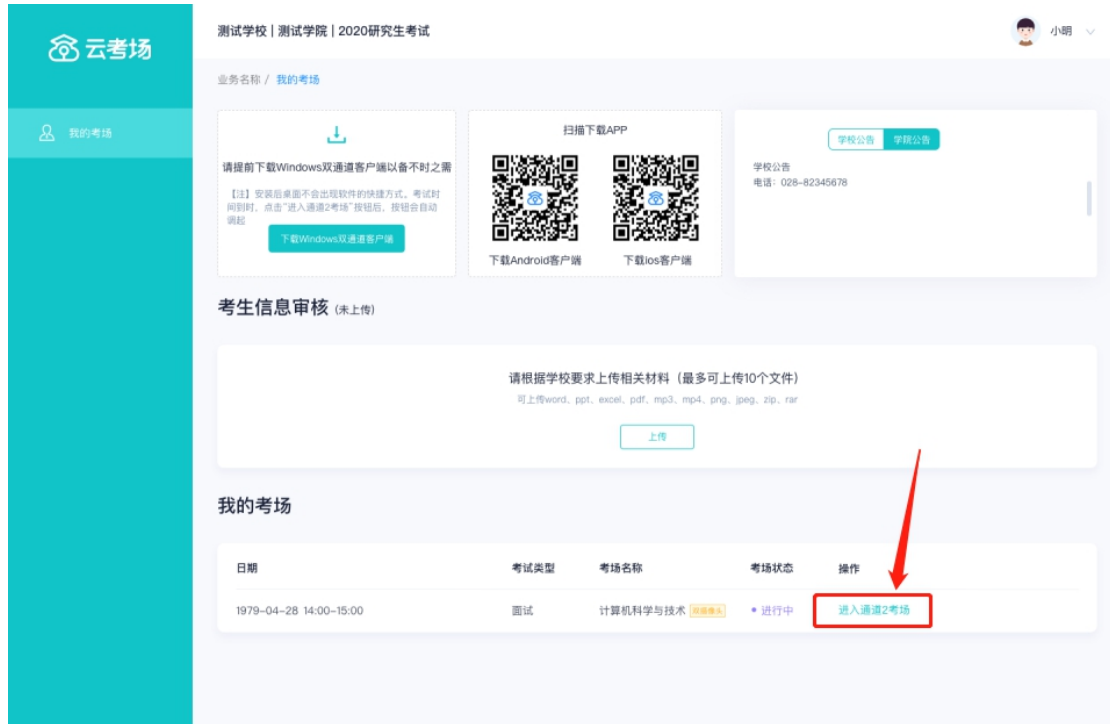 云考场
测试学校 | 测试学院 | 2020研究生考试
小明
业务名称 / 我的考场
我的考场
请提前下载Windows双通道客户端以备不时之需
【注】安装后桌面不会出现软件的快捷方式，考试时
间到时，点击"进入通道2考场"按钮后，按钮会自动
调起
下载Windows双通道客户端
扫描下载APP
下载Android客户端
下载ios客户端
学校公告
学院公告
学校公告
电话：028-82345678
考生信息审核 (未上传)
请根据学校要求上传相关材料（最多可上传10个文件）
可上传word、ppt、excel、pdf、mp3、mp4、png、jpeg、zip、rar
上传
我的考场
日期 考试类型 考场名称 考场状态 操作
1979-04-28 14:00-15:00 面试 计算机科学与技术 双摄像头 进行中 进入通道2考场